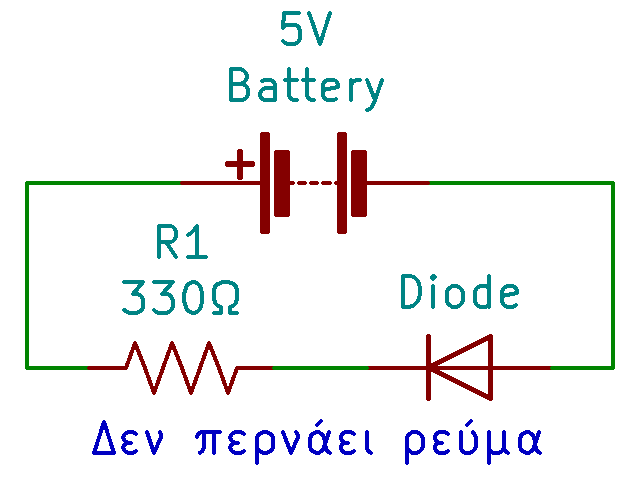 5V
Battery
+
R1
330Ω
Diode
Δεν περνάει ρεύμα